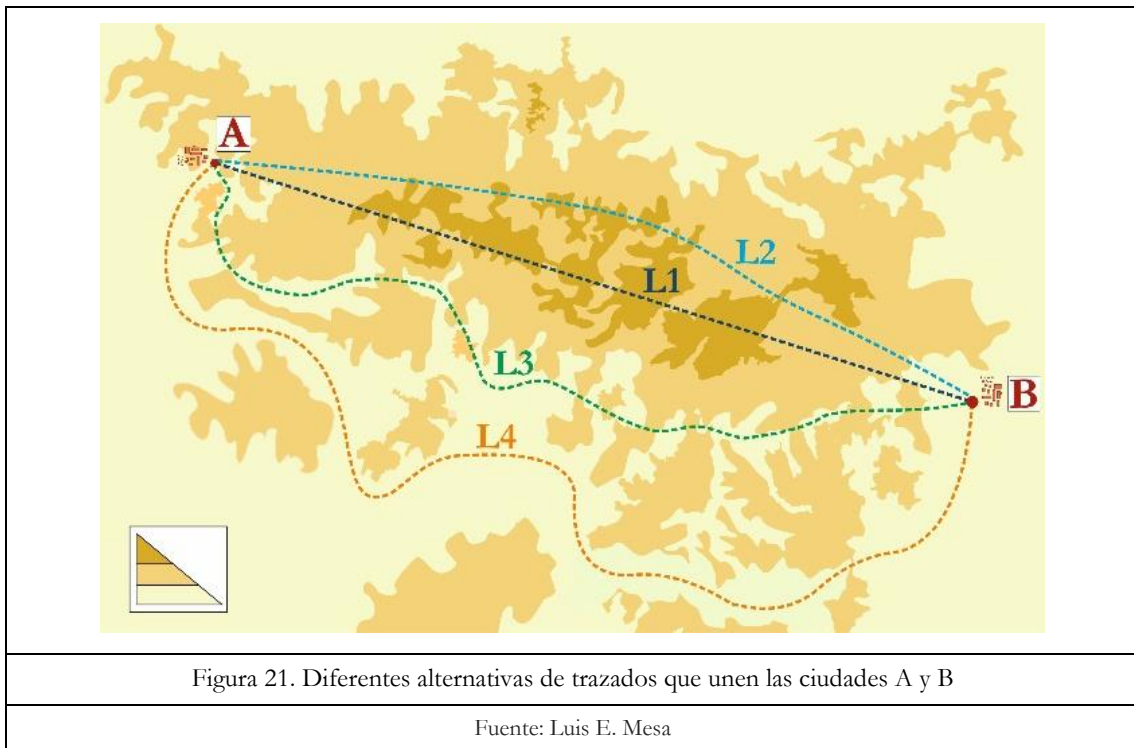 A
L2
L1
L3
B
L4
Figura 21. Diferentes alternativas de trazados que unen las ciudades A y B
Fuente: Luis E. Mesa